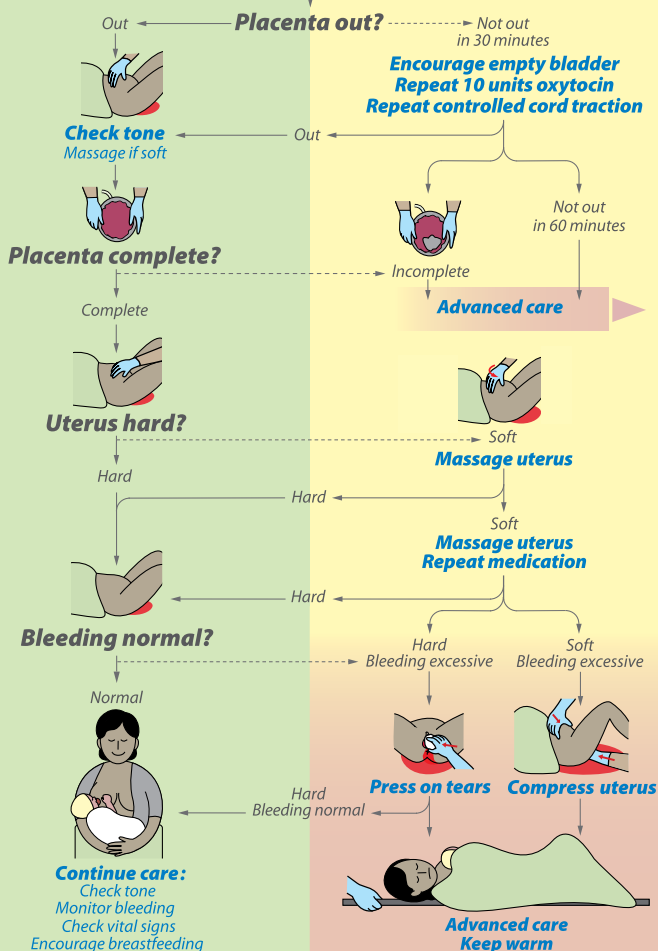 Placenta out?
Out
Not out
in 30 minutes
Encourage empty bladder
Repeat 10 units oxytocin
Repeat controlled cord traction
Check tone
Massage if soft
Out
Not out
in 60 minutes
Placenta complete?
Incomplete
Complete
Advanced care
Uterus hard?
Soft
Massage uterus
Hard
Hard
Soft
Massage uterus
Repeat medication
Hard
Bleeding normal?
Hard
Bleeding excessive
Soft
Bleeding excessive
Normal
Press on tears
Compress uterus
Hard
Bleeding normal
Continue care:
Check tone
Monitor bleeding
Check vital signs
Encourage breastfeeding
Advanced care
Keep warm